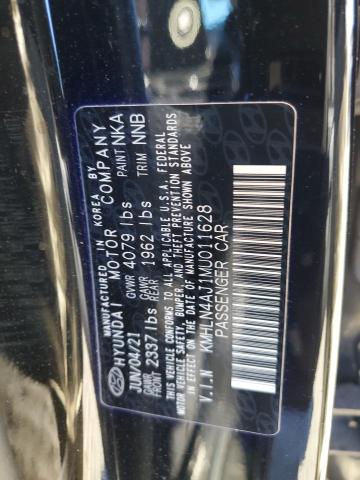 MANUFACTURED IN KOREA BY
HYUNDAI MOTOR COMPANY
JUN/04/21 GVWR 4079 lbs PAINT NKA
GAWR FRONT 2337 lbs GAWR REAR 1962 lbs TRIM NNB
THIS VEHICLE CONFORMS TO ALL APPLICABLE U.S.A. FEDERAL
MOTOR VEHICLE SAFETY, BUMPER, AND THEFT PREVENTION STANDARDS
IN EFFECT ON THE DATE OF MANUFACTURE SHOWN ABOVE
V.I.N KMHLN4AJ1MU011628
PASSENGER CAR